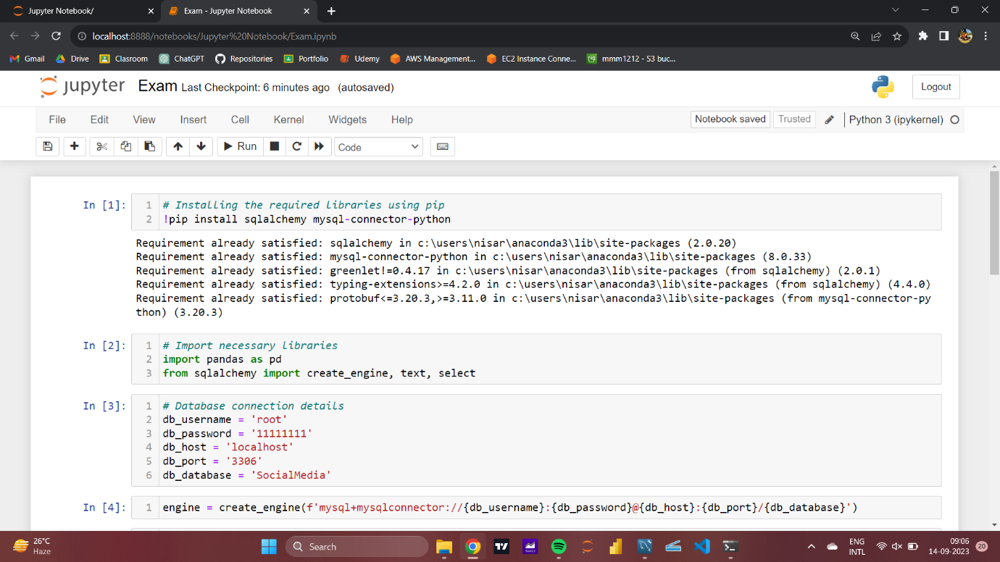 Jupyter Notebook/
Exam - Jupyter Notebook
localhost:8888/notebooks/Jupyter%20Notebook/Exam.ipynb
Gmail Drive Clasroom ChatGPT Repositories Portfolio Udemy AWS Management... EC2 Instance Conne... mmm1212 - S3 buc...
jupyter Exam Last Checkpoint: 6 minutes ago (autosaved)
Logout
File Edit View Insert Cell Kernel Widgets Help
Notebook saved Trusted Python 3 (ipykernel)
Run Code
In [1]:
1 # Installing the required libraries using pip
2 !pip install sqlalchemy mysql-connector-python
Requirement already satisfied: sqlalchemy in c:\users\nisar\anaconda3\lib\site-packages (2.0.20)
Requirement already satisfied: mysql-connector-python in c:\users\nisar\anaconda3\lib\site-packages (8.0.33)
Requirement already satisfied: greenlet!=0.4.17 in c:\users\nisar\anaconda3\lib\site-packages (from sqlalchemy) (2.0.1)
Requirement already satisfied: typing-extensions>=4.2.0 in c:\users\nisar\anaconda3\lib\site-packages (from sqlalchemy) (4.4.0)
Requirement already satisfied: protobuf<=3.20.3,>=3.11.0 in c:\users\nisar\anaconda3\lib\site-packages (from mysql-connector-py
thon) (3.20.3)
In [2]:
1 # Import necessary libraries
2 import pandas as pd
3 from sqlalchemy import create_engine, text, select
In [3]:
1 # Database connection details
2 db_username = 'root'
3 db_password = '11111111'
4 db_host = 'localhost'
5 db_port = '3306'
6 db_database = 'SocialMedia'
In [4]:
1 engine = create_engine(f'mysql+mysqlconnector://{db_username}:{db_password}@{db_host}:{db_port}/{db_database}')
26°C
Haze
Search
ENG
INTL
09:06
14-09-2023
20